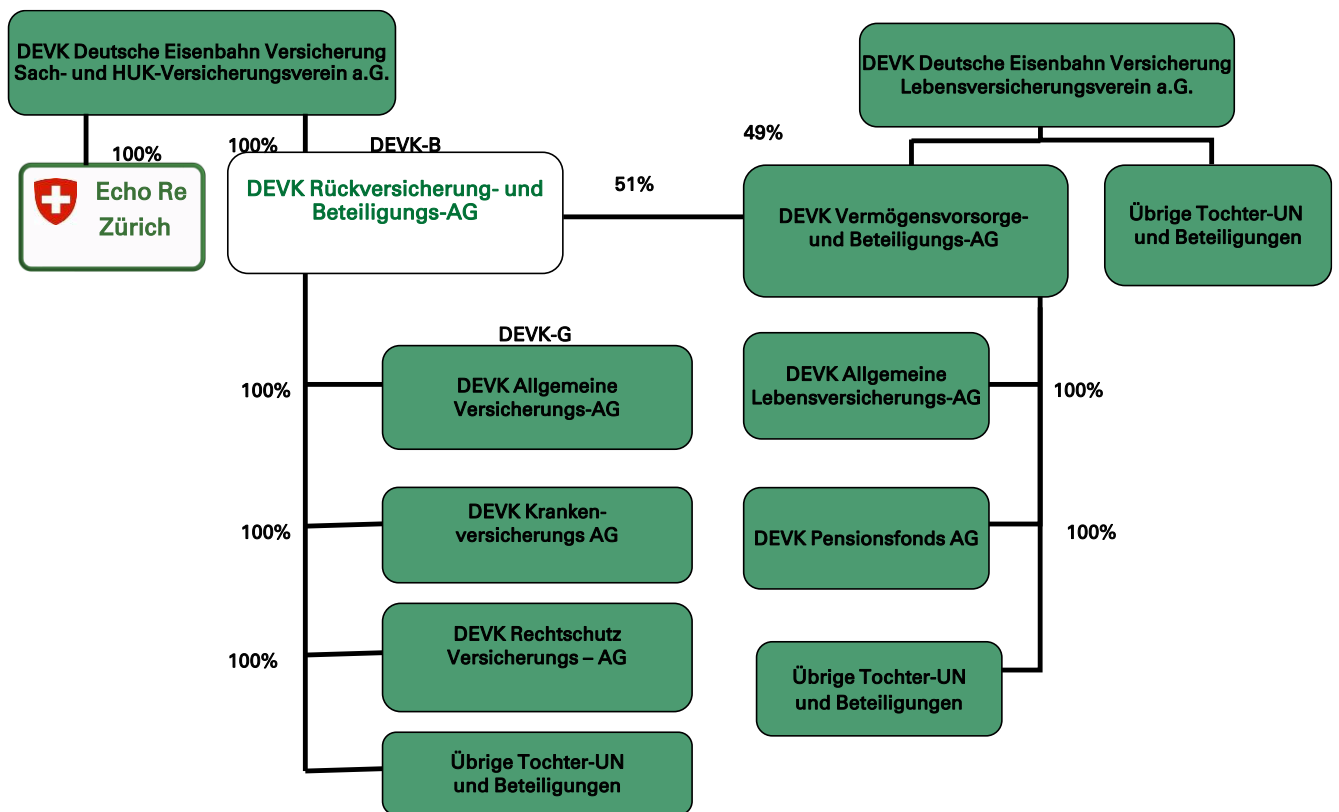 DEVK Deutsche Eisenbahn Versicherung
Sach- und HUK-Versicherungsverein a.G.
DEVK Deutsche Eisenbahn Versicherung
Lebensversicherungsverein a.G.
100%
100%
DEVK-B
49%
Echo Re
Zürich
DEVK Rückversicherung- und
Beteiligungs-AG
51%
DEVK Vermögensvorsorge-
und Beteiligungs-AG
Übrige Tochter-UN
und Beteiligungen
DEVK-G
100%
DEVK Allgemeine
Versicherungs-AG
DEVK Allgemeine
Lebensversicherungs-AG
100%
100%
DEVK Kranken-
versicherungs AG
DEVK Pensionsfonds AG
100%
100%
DEVK Rechtschutz
Versicherungs – AG
Übrige Tochter-UN
und Beteiligungen
Übrige Tochter-UN
und Beteiligungen